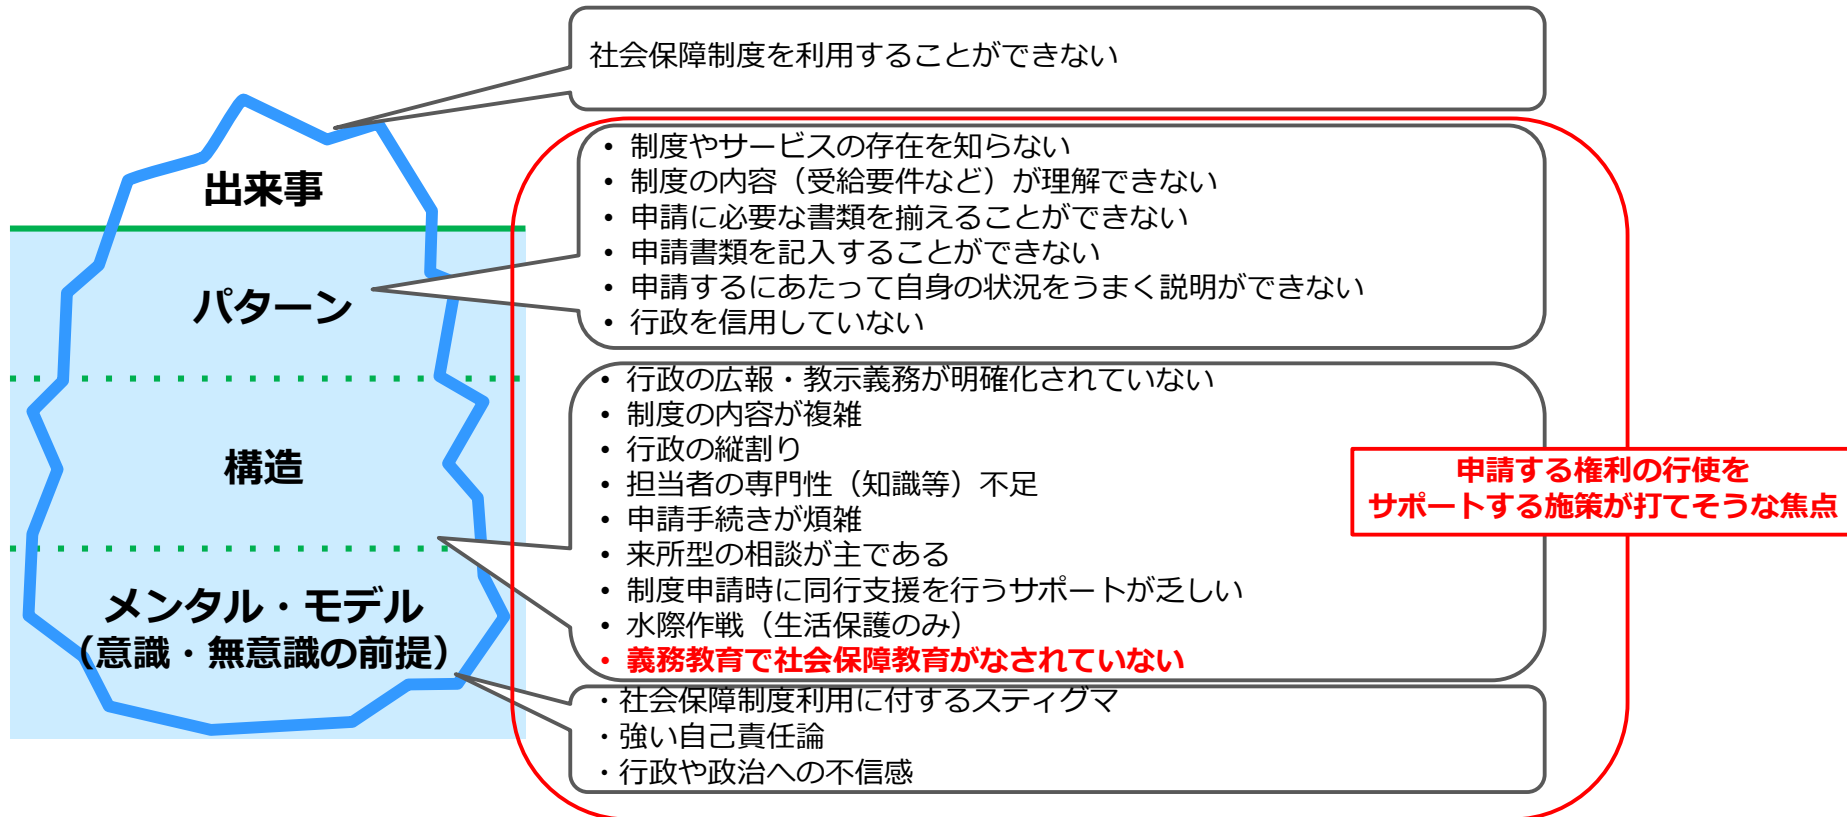 社会保障制度を利用することができない
出来事
• 制度やサービスの存在を知らない
• 制度の内容（受給要件など）が理解できない
• 申請に必要な書類を揃えることができない
• 申請書類を記入することができない
• 申請するにあたって自身の状況をうまく説明ができない
• 行政を信用していない
パターン
• 行政の広報・教示義務が明確化されていない
• 制度の内容が複雑
• 行政の縦割り
• 担当者の専門性（知識等）不足
• 申請手続きが煩雑
• 来所型の相談が主である
• 制度申請時に同行支援を行うサポートが乏しい
• 水際作戦（生活保護のみ）
• 義務教育で社会保障教育がなされていない
構造
申請する権利の行使を
サポートする施策が打てそうな焦点
メンタル・モデル
（意識・無意識の前提）
・社会保障制度利用に付するスティグマ
・強い自己責任論
・行政や政治への不信感